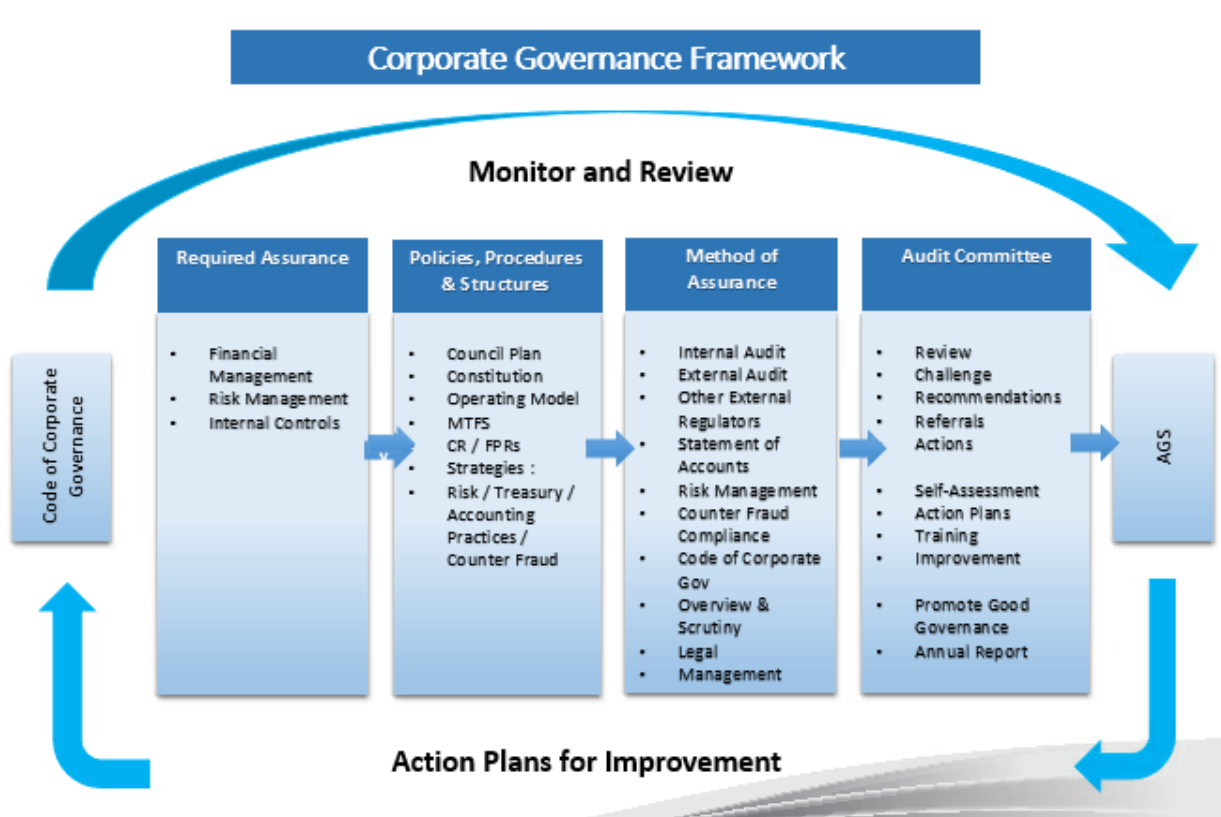 Corporate Governance Framework
Monitor and Review
Code of Corporate
Governance
Required Assurance
• Financial
Management
• Risk Management
• Internal Controls
v
Policies, Procedures
& Structures
• Council Plan
• Constitution
• Operating Model
• MTFS
• CR / FPRs
• Strategies :
• Risk / Treasury /
Accounting
Practices /
Counter Fraud
Method of
Assurance
• Internal Audit
• External Audit
• Other External
Regulators
• Statement of
Accounts
• Risk Management
• Counter Fraud
Compliance
• Code of Corporate
Gov
• Overview &
Scrutiny
• Legal
• Management
Audit Committee
• Review
• Challenge
• Recommendations
• Referrals
• Actions
• Self-Assessment
• Action Plans
• Training
• Improvement
• Promote Good
Governance
• Annual Report
AGS
Action Plans for Improvement